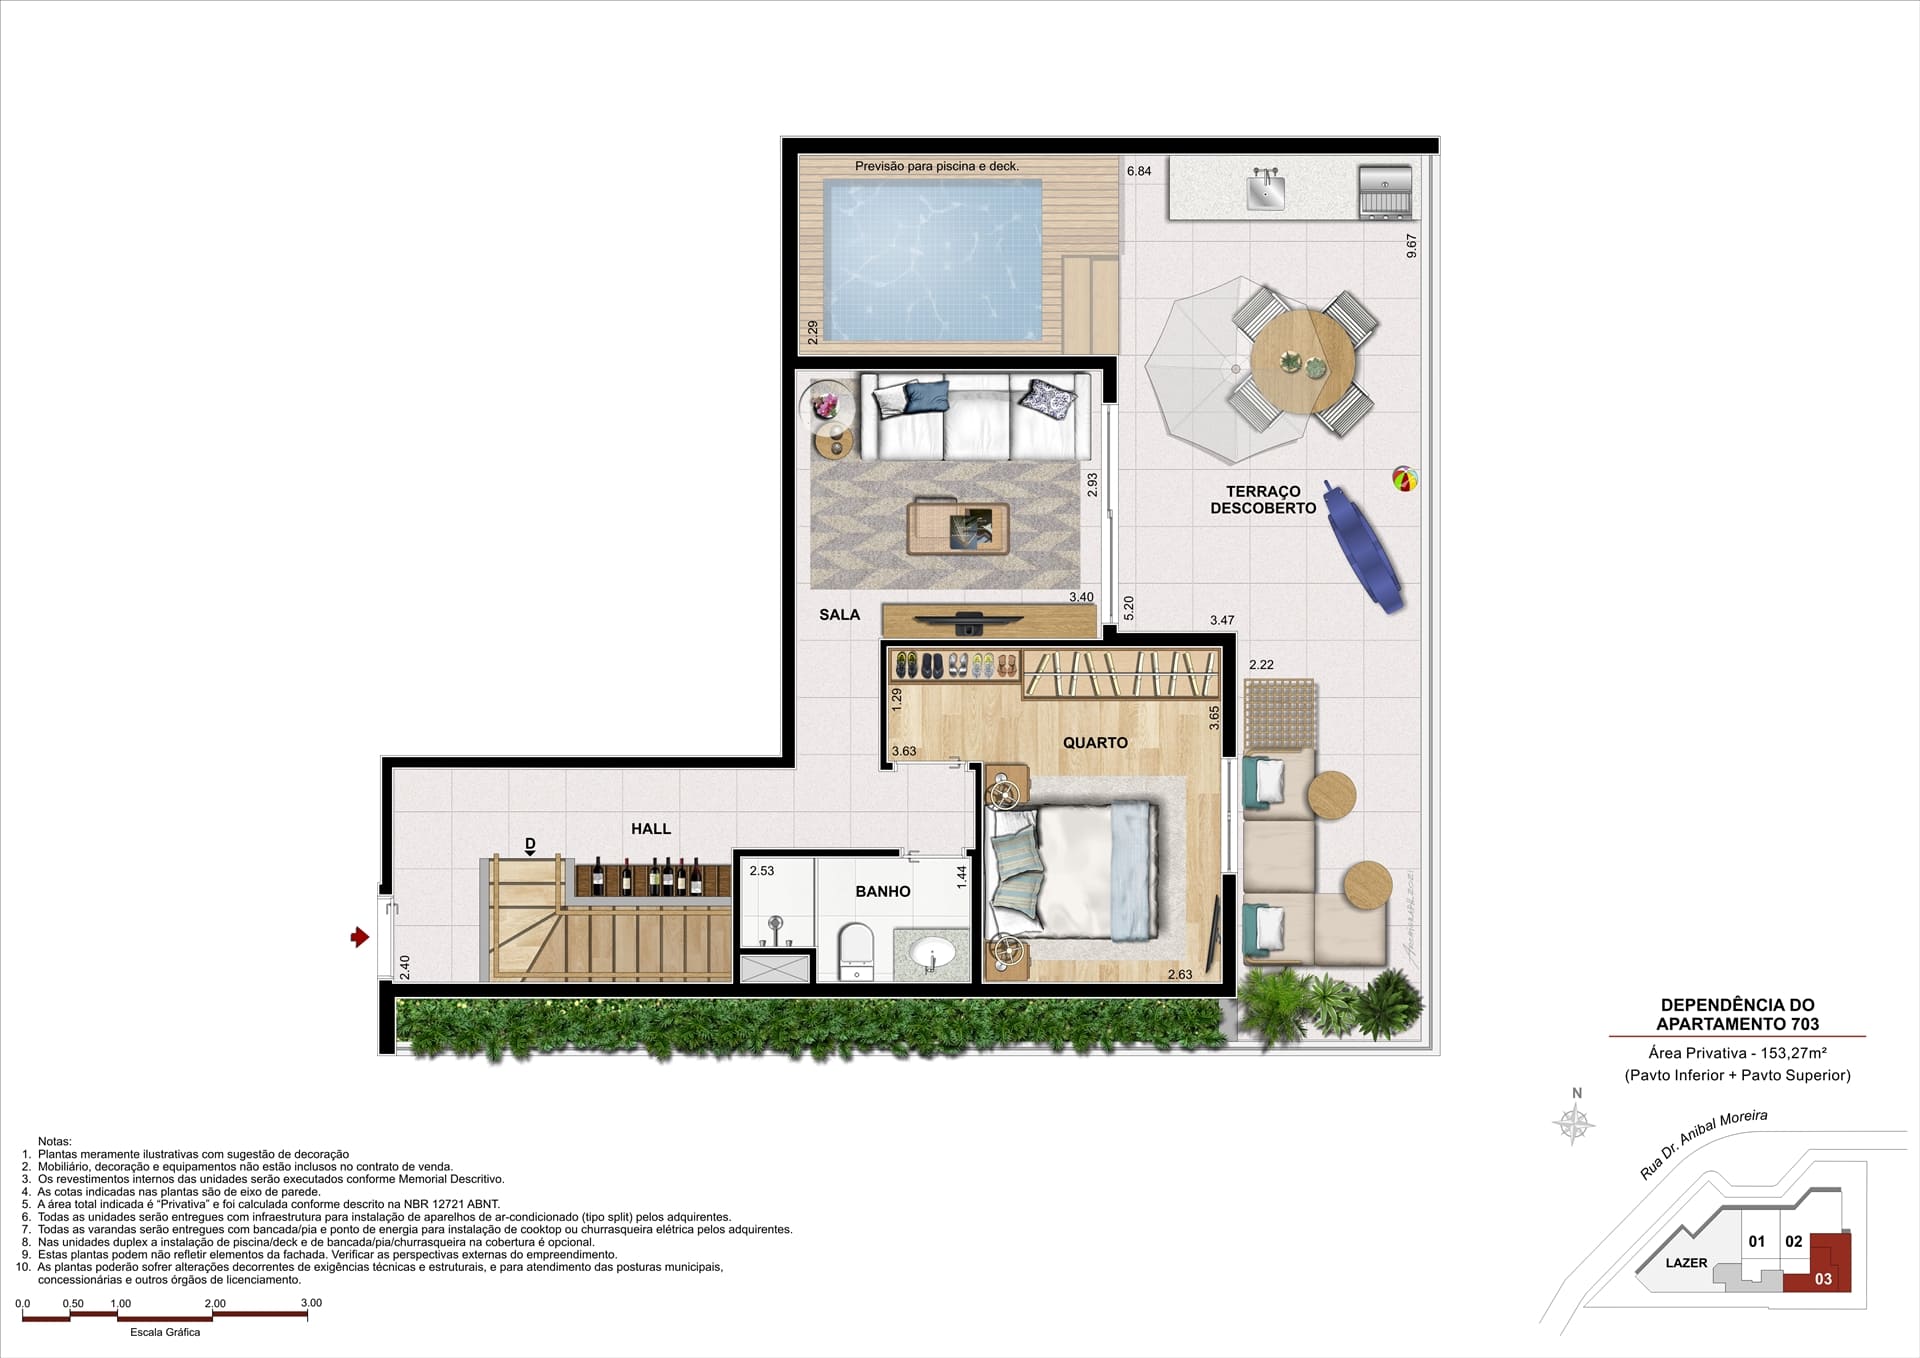 Previsão para piscina e deck.
6.84
9.67
2.29
2.93
TERRAÇO
DESCOBERTO
3.40
5.20
SALA
3.47
2.22
1.29
3.65
QUARTO
3.63
HALL
D
2.53
BANHO
1.44
2.40
2.63
DEPENDÊNCIA DO
APARTAMENTO 703
Área Privativa - 153,27m²
(Pavto Inferior + Pavto Superior)
N
Rua Dr. Anibal Moreira
01
02
LAZER
03
Notas:
1. Plantas meramente ilustrativas com sugestão de decoração
2. Mobiliário, decoração e equipamentos não estão inclusos no contrato de venda.
3. Os revestimentos internos das unidades serão executados conforme Memorial Descritivo.
4. As cotas indicadas nas plantas são de eixo de parede.
5. A área total indicada é “Privativa” e foi calculada conforme descrito na NBR 12721 ABNT.
6. Todas as unidades serão entregues com infraestrutura para instalação de aparelhos de ar-condicionado (tipo split) pelos adquirentes.
7. Todas as varandas serão entregues com bancada/pia e ponto de energia para instalação de cooktop ou churrasqueira elétrica pelos adquirentes.
8. Nas unidades duplex a instalação de piscina/deck e de bancada/pia/churrasqueira na cobertura é opcional.
9. Estas plantas podem não refletir elementos da fachada. Verificar as perspectivas externas do empreendimento.
10. As plantas poderão sofrer alterações decorrentes de exigências técnicas e estruturais, e para atendimento das posturas municipais,
concessionárias e outros órgãos de licenciamento.
0.0 0.50 1.00 2.00 3.00
Escala Gráfica